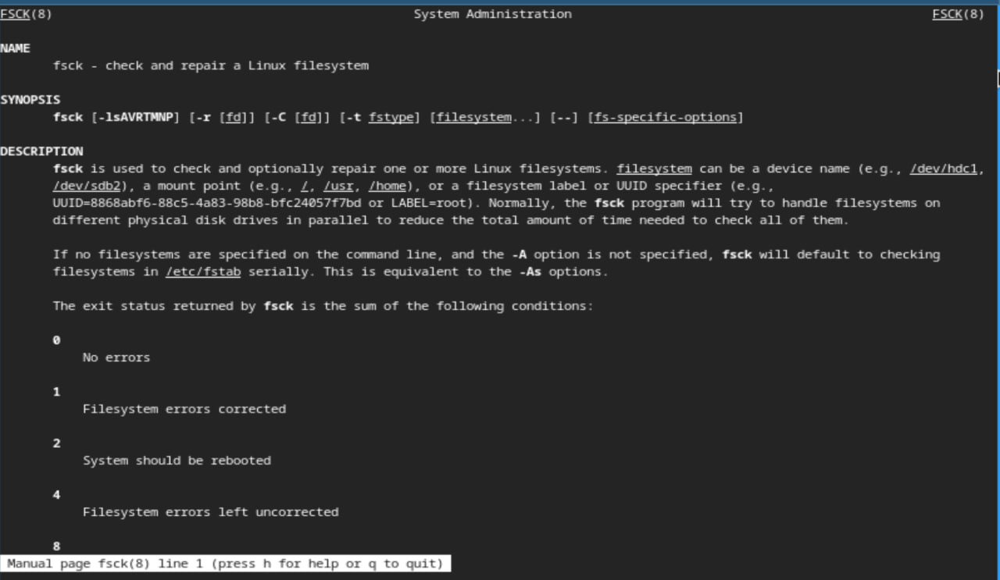 FSCK(8) System Administration FSCK(8)
NAME
fsck - check and repair a Linux filesystem
SYNOPSIS
fsck [-lsAVRTMNP] [-r [fd]] [-C [fd]] [-t fstype] [filesystem...] [--] [fs-specific-options]
DESCRIPTION
fsck is used to check and optionally repair one or more Linux filesystems. filesystem can be a device name (e.g., /dev/hdc1,
/dev/sdb2), a mount point (e.g., /, /usr, /home), or a filesystem label or UUID specifier (e.g.,
UUID=8868abf6-88c5-4a83-98b8-bfc24057f7bd or LABEL=root). Normally, the fsck program will try to handle filesystems on
different physical disk drives in parallel to reduce the total amount of time needed to check all of them.
If no filesystems are specified on the command line, and the -A option is not specified, fsck will default to checking
filesystems in /etc/fstab serially. This is equivalent to the -As options.
The exit status returned by fsck is the sum of the following conditions:
0
No errors
1
Filesystem errors corrected
2
System should be rebooted
4
Filesystem errors left uncorrected
8
Manual page fsck(8) line 1 (press h for help or q to quit)